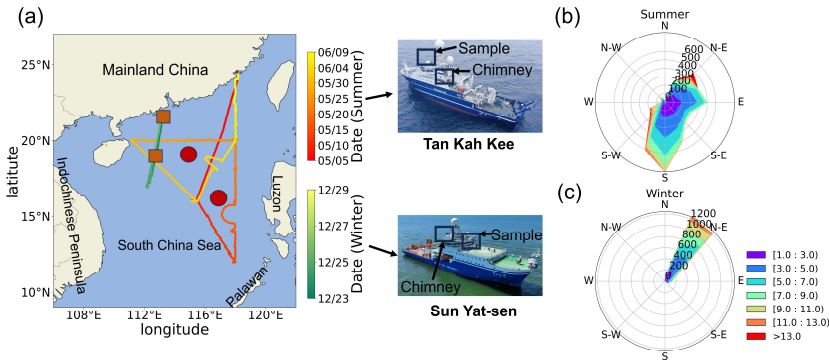 (a)
25°N
20°N
15°N
10°N
latitute
108°E
112°E
116°E
120°E
longitude
Mainland China
Indochinese Peninsula
South China Sea
Luzon
Palawan
06/09
06/04
05/30
05/25
05/20
05/15
05/10
05/05
Date (Summer)
12/29
12/27
12/25
12/23
Date (Winter)
Sample
Chimney
Tan Kah Kee
Sample
Chimney
Sun Yat-sen
(b)
Summer
N
N-W
N-E
W
E
S-W
S-E
S
0
100
200
300
400
500
600
(c)
Winter
N
N-W
N-E
W
E
S-W
S-E
S
0
200
400
600
800
1000
1200
[1.0 : 3.0)
[3.0 : 5.0)
[5.0 : 7.0)
[7.0 : 9.0)
[9.0 : 11.0)
[11.0 : 13.0)
>13.0